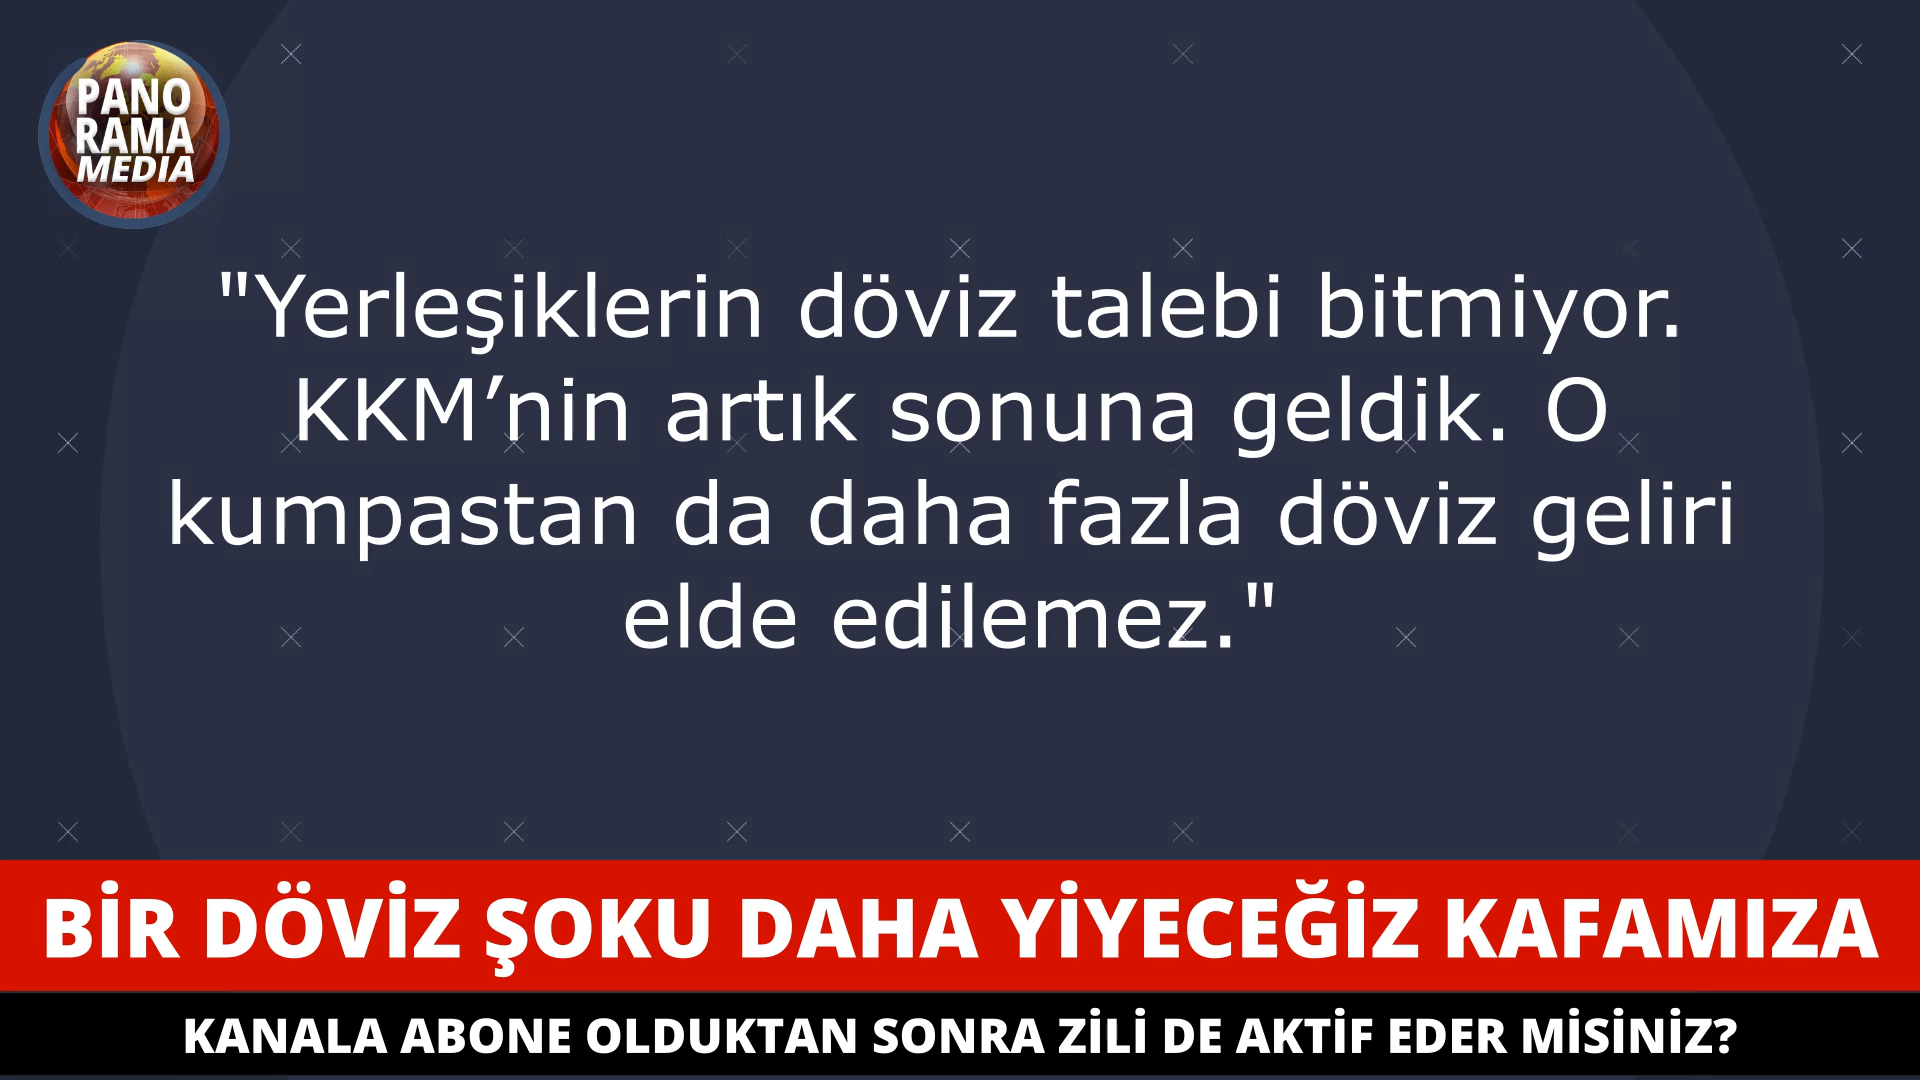 PANO
RAMA
MEDIA
"Yerleşiklerin döviz talebi bitmiyor.
KKM’nin artık sonuna geldik. O
kumpastan da daha fazla döviz geliri
elde edilemez."
BİR DÖVİZ ŞOKU DAHA YİYECEĞİZ KAFAMIZA
KANALA ABONE OLDUKTAN SONRA ZİLİ DE AKTİF EDER MİSİNİZ?